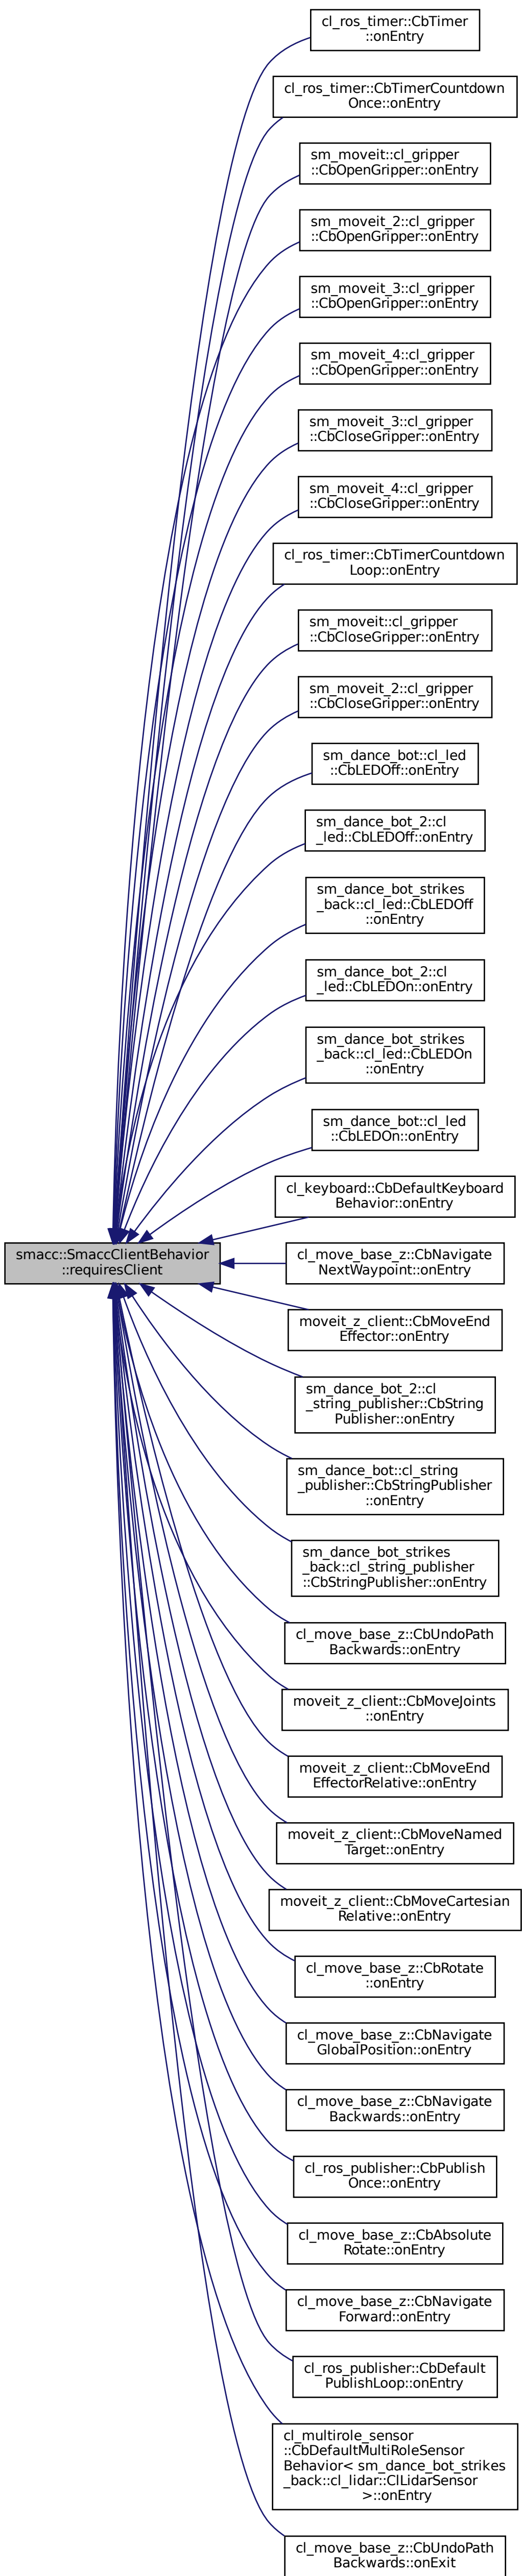 cl_ros_timer::CbTimer
::onEntry
cl_ros_timer::CbTimerCountdown
Once::onEntry
sm_moveit::cl_gripper
::CbOpenGripper::onEntry
sm_moveit_2::cl_gripper
::CbOpenGripper::onEntry
sm_moveit_3::cl_gripper
::CbOpenGripper::onEntry
sm_moveit_4::cl_gripper
::CbOpenGripper::onEntry
sm_moveit_3::cl_gripper
::CbCloseGripper::onEntry
sm_moveit_4::cl_gripper
::CbCloseGripper::onEntry
cl_ros_timer::CbTimerCountdown
Loop::onEntry
sm_moveit::cl_gripper
::CbCloseGripper::onEntry
sm_moveit_2::cl_gripper
::CbCloseGripper::onEntry
sm_dance_bot::cl_led
::CbLEDOff::onEntry
sm_dance_bot_2::cl
_led::CbLEDOff::onEntry
sm_dance_bot_strikes
_back::cl_led::CbLEDOff
::onEntry
sm_dance_bot_2::cl
_led::CbLEDOn::onEntry
sm_dance_bot_strikes
_back::cl_led::CbLEDOn
::onEntry
sm_dance_bot::cl_led
::CbLEDOn::onEntry
cl_keyboard::CbDefaultKeyboard
Behavior::onEntry
smacc::SmaccClientBehavior
::requiresClient
cl_move_base_z::CbNavigate
NextWaypoint::onEntry
moveit_z_client::CbMoveEnd
Effector::onEntry
sm_dance_bot_2::cl
_string_publisher::CbString
Publisher::onEntry
sm_dance_bot::cl_string
_publisher::CbStringPublisher
::onEntry
sm_dance_bot_strikes
_back::cl_string_publisher
::CbStringPublisher::onEntry
cl_move_base_z::CbUndoPath
Backwards::onEntry
moveit_z_client::CbMoveJoints
::onEntry
moveit_z_client::CbMoveEnd
EffectorRelative::onEntry
moveit_z_client::CbMoveNamed
Target::onEntry
moveit_z_client::CbMoveCartesian
Relative::onEntry
cl_move_base_z::CbRotate
::onEntry
cl_move_base_z::CbNavigate
GlobalPosition::onEntry
cl_move_base_z::CbNavigate
Backwards::onEntry
cl_ros_publisher::CbPublish
Once::onEntry
cl_move_base_z::CbAbsolute
Rotate::onEntry
cl_move_base_z::CbNavigate
Forward::onEntry
cl_ros_publisher::CbDefault
PublishLoop::onEntry
cl_multirole_sensor
::CbDefaultMultiRoleSensor
Behavior< sm_dance_bot_strikes
_back::cl_lidar::ClLidarSensor
>::onEntry
cl_move_base_z::CbUndoPath
Backwards::onExit